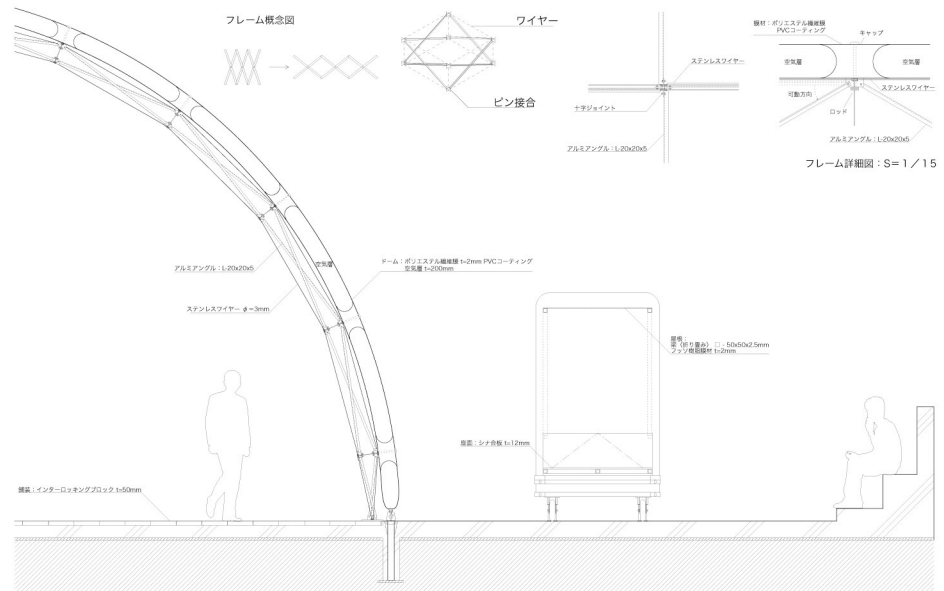 フレーム概念図
ワイヤー
ピン接合
ステンレスワイヤー
十字ジョイント
アルミアングル：L-20x20x5
膜材：ポリエステル繊維膜
PVCコーティング
キャップ
空気層
空気層
ステンレスワイヤー
可動方向
ロッド
アルミアングル：L-20x20x5
フレーム詳細図：S＝１／15
アルミアングル：L-20x20x5
空気層
ドーム：ポリエステル繊維膜 t=2mm PVCコーティング
空気層 t=200mm
ステンレスワイヤー φ＝3mm
屋根：
梁（折り畳み） □ - 50x50x2.5mm
フッソ樹脂膜材 t=2mm
座面：シナ合板 t=12mm
舗装：インターロッキングブロック t=50mm